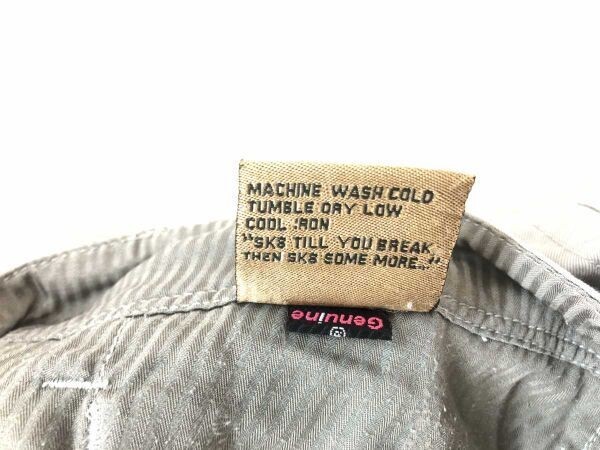 MACHINE WASH COLD
TUMBLE DRY LOW
COOL IRON
"SK8 TILL YOU BREAK,
THEN SK8 SOME MORE..."
Genuine